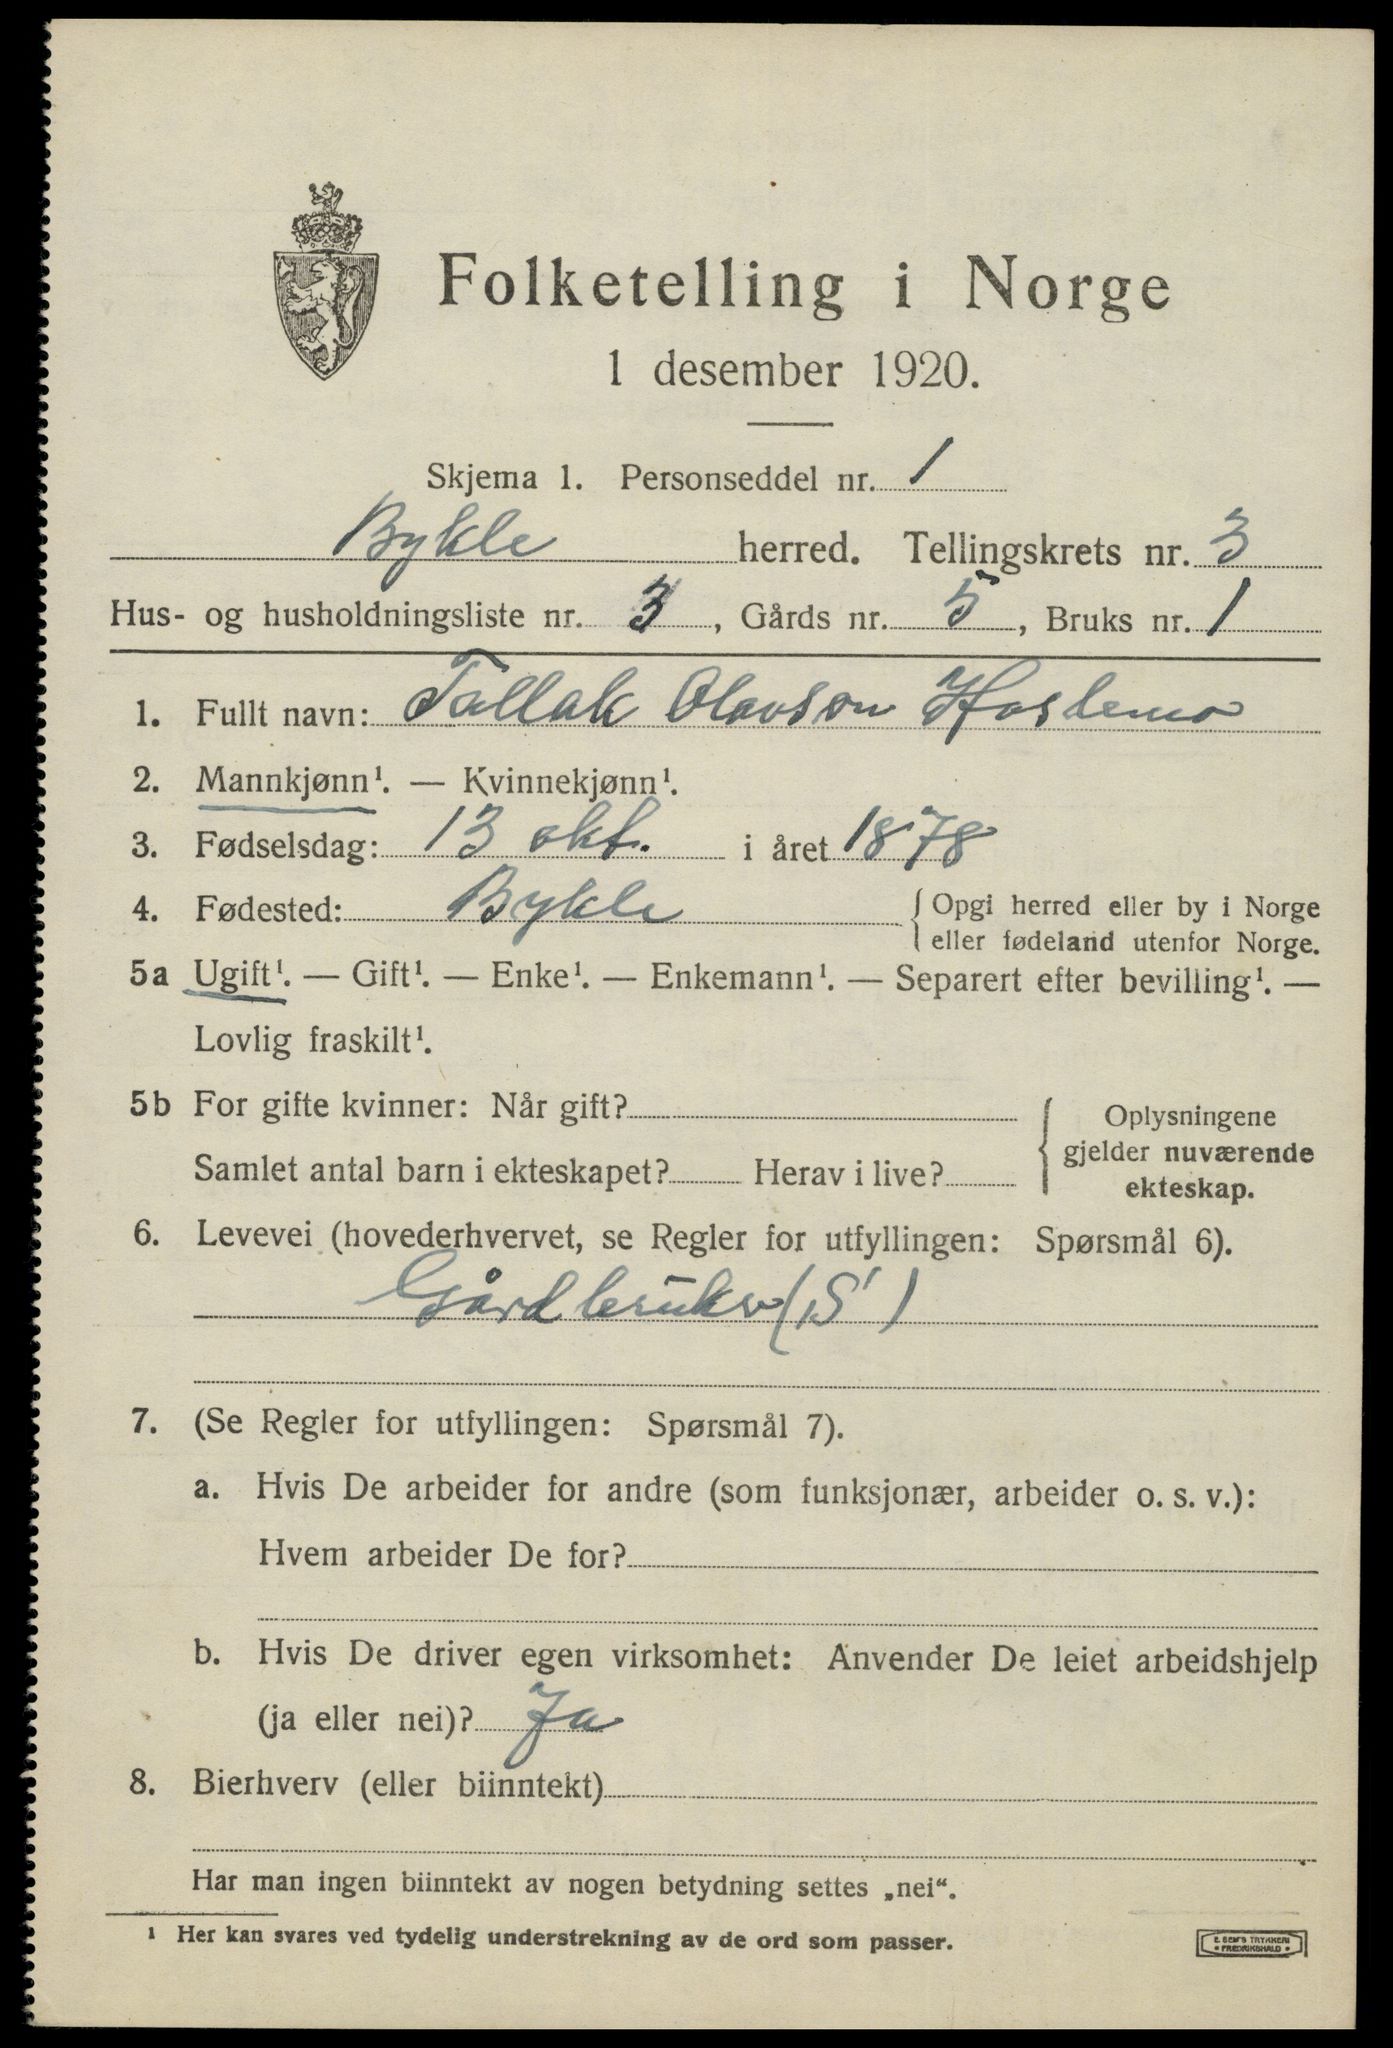 Folketelling i Norge
1 desember 1920.
Skjema 1. Personseddel nr. 1
Bykle herred. Tellingskrets nr. 3
Hus- og husholdningsliste nr. 3, Gårds nr. 5, Bruks nr. 1
1. Fullt navn: Tallak Olavson Hoslemo
2. Mannkjønn¹. — Kvinnekjønn¹.
3. Fødselsdag: 13 okt. i året 1878
4. Fødested: Bykle { Opgi herred eller by i Norge
eller fødeland utenfor Norge.
5a Ugift¹. — Gift¹. — Enke¹. — Enkemann¹. — Separert efter bevilling¹. —
Lovlig fraskilt¹.
5b For gifte kvinner: Når gift?
Samlet antal barn i ekteskapet? Herav i live?
{ Oplysningene
gjelder nuværende
ekteskap.
6. Levevei (hovederhvervet, se Regler for utfyllingen: Spørsmål 6).
Gårdbruker (S)
7. (Se Regler for utfyllingen: Spørsmål 7).
a. Hvis De arbeider for andre (som funksjonær, arbeider o. s. v.):
Hvem arbeider De for?
b. Hvis De driver egen virksomhet: Anvender De leiet arbeidshjelp
(ja eller nei)? Ja
8. Bierhverv (eller biinntekt)
Har man ingen biinntekt av nogen betydning settes „nei“.
¹ Her kan svares ved tydelig understrekning av de ord som passer.
E. SEM'S TRYKKERI
• FREDRIKSHALD •